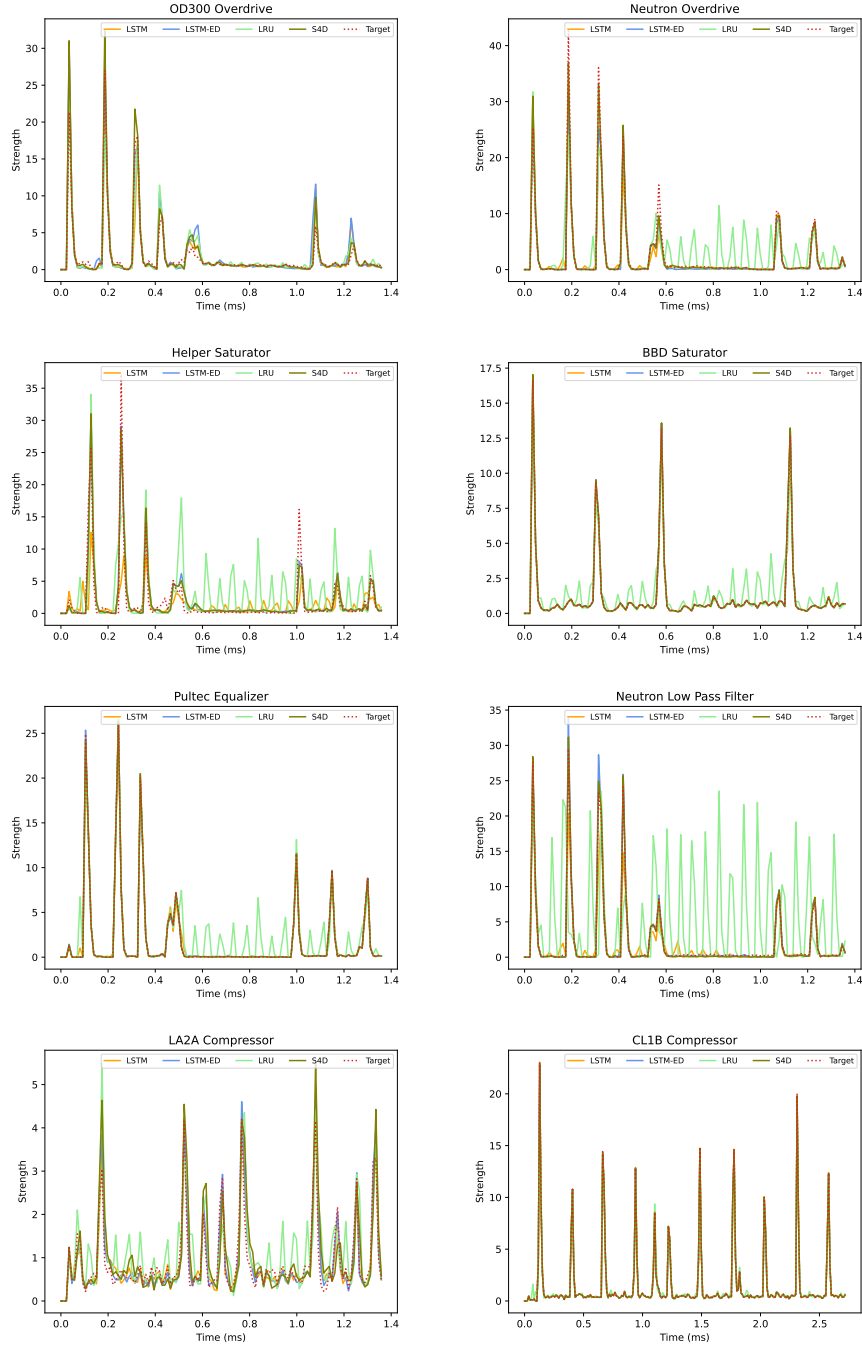 OD300 Overdrive
LSTM LSTM-ED LRU S4D Target
30
25
20
15
10
5
0
Strength
0.0 0.2 0.4 0.6 0.8 1.0 1.2 1.4
Time (ms)
Neutron Overdrive
LSTM LSTM-ED LRU S4D Target
40
30
20
10
0
Strength
0.0 0.2 0.4 0.6 0.8 1.0 1.2 1.4
Time (ms)
Helper Saturator
LSTM LSTM-ED LRU S4D Target
35
30
25
20
15
10
5
0
Strength
0.0 0.2 0.4 0.6 0.8 1.0 1.2 1.4
Time (ms)
BBD Saturator
LSTM LSTM-ED LRU S4D Target
17.5
15.0
12.5
10.0
7.5
5.0
2.5
0.0
Strength
0.0 0.2 0.4 0.6 0.8 1.0 1.2 1.4
Time (ms)
Pultec Equalizer
LSTM LSTM-ED LRU S4D Target
25
20
15
10
5
0
Strength
0.0 0.2 0.4 0.6 0.8 1.0 1.2 1.4
Time (ms)
Neutron Low Pass Filter
LSTM LSTM-ED LRU S4D Target
35
30
25
20
15
10
5
0
Strength
0.0 0.2 0.4 0.6 0.8 1.0 1.2 1.4
Time (ms)
LA2A Compressor
LSTM LSTM-ED LRU S4D Target
5
4
3
2
1
0
Strength
0.0 0.2 0.4 0.6 0.8 1.0 1.2 1.4
Time (ms)
CL1B Compressor
LSTM LSTM-ED LRU S4D Target
20
15
10
5
0
Strength
0.0 0.5 1.0 1.5 2.0 2.5
Time (ms)